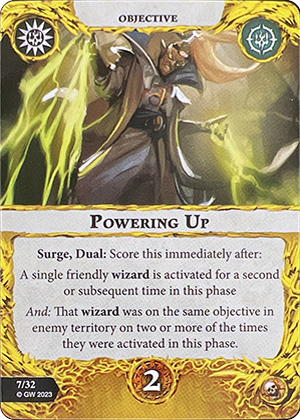 OBJECTIVE
POWERING UP
Surge, Dual: Score this immediately after:
A single friendly wizard is activated for a second
or subsequent time in this phase
And: That wizard was on the same objective in
enemy territory on two or more of the times
they were activated in this phase.
7/32
© GW 2023
2